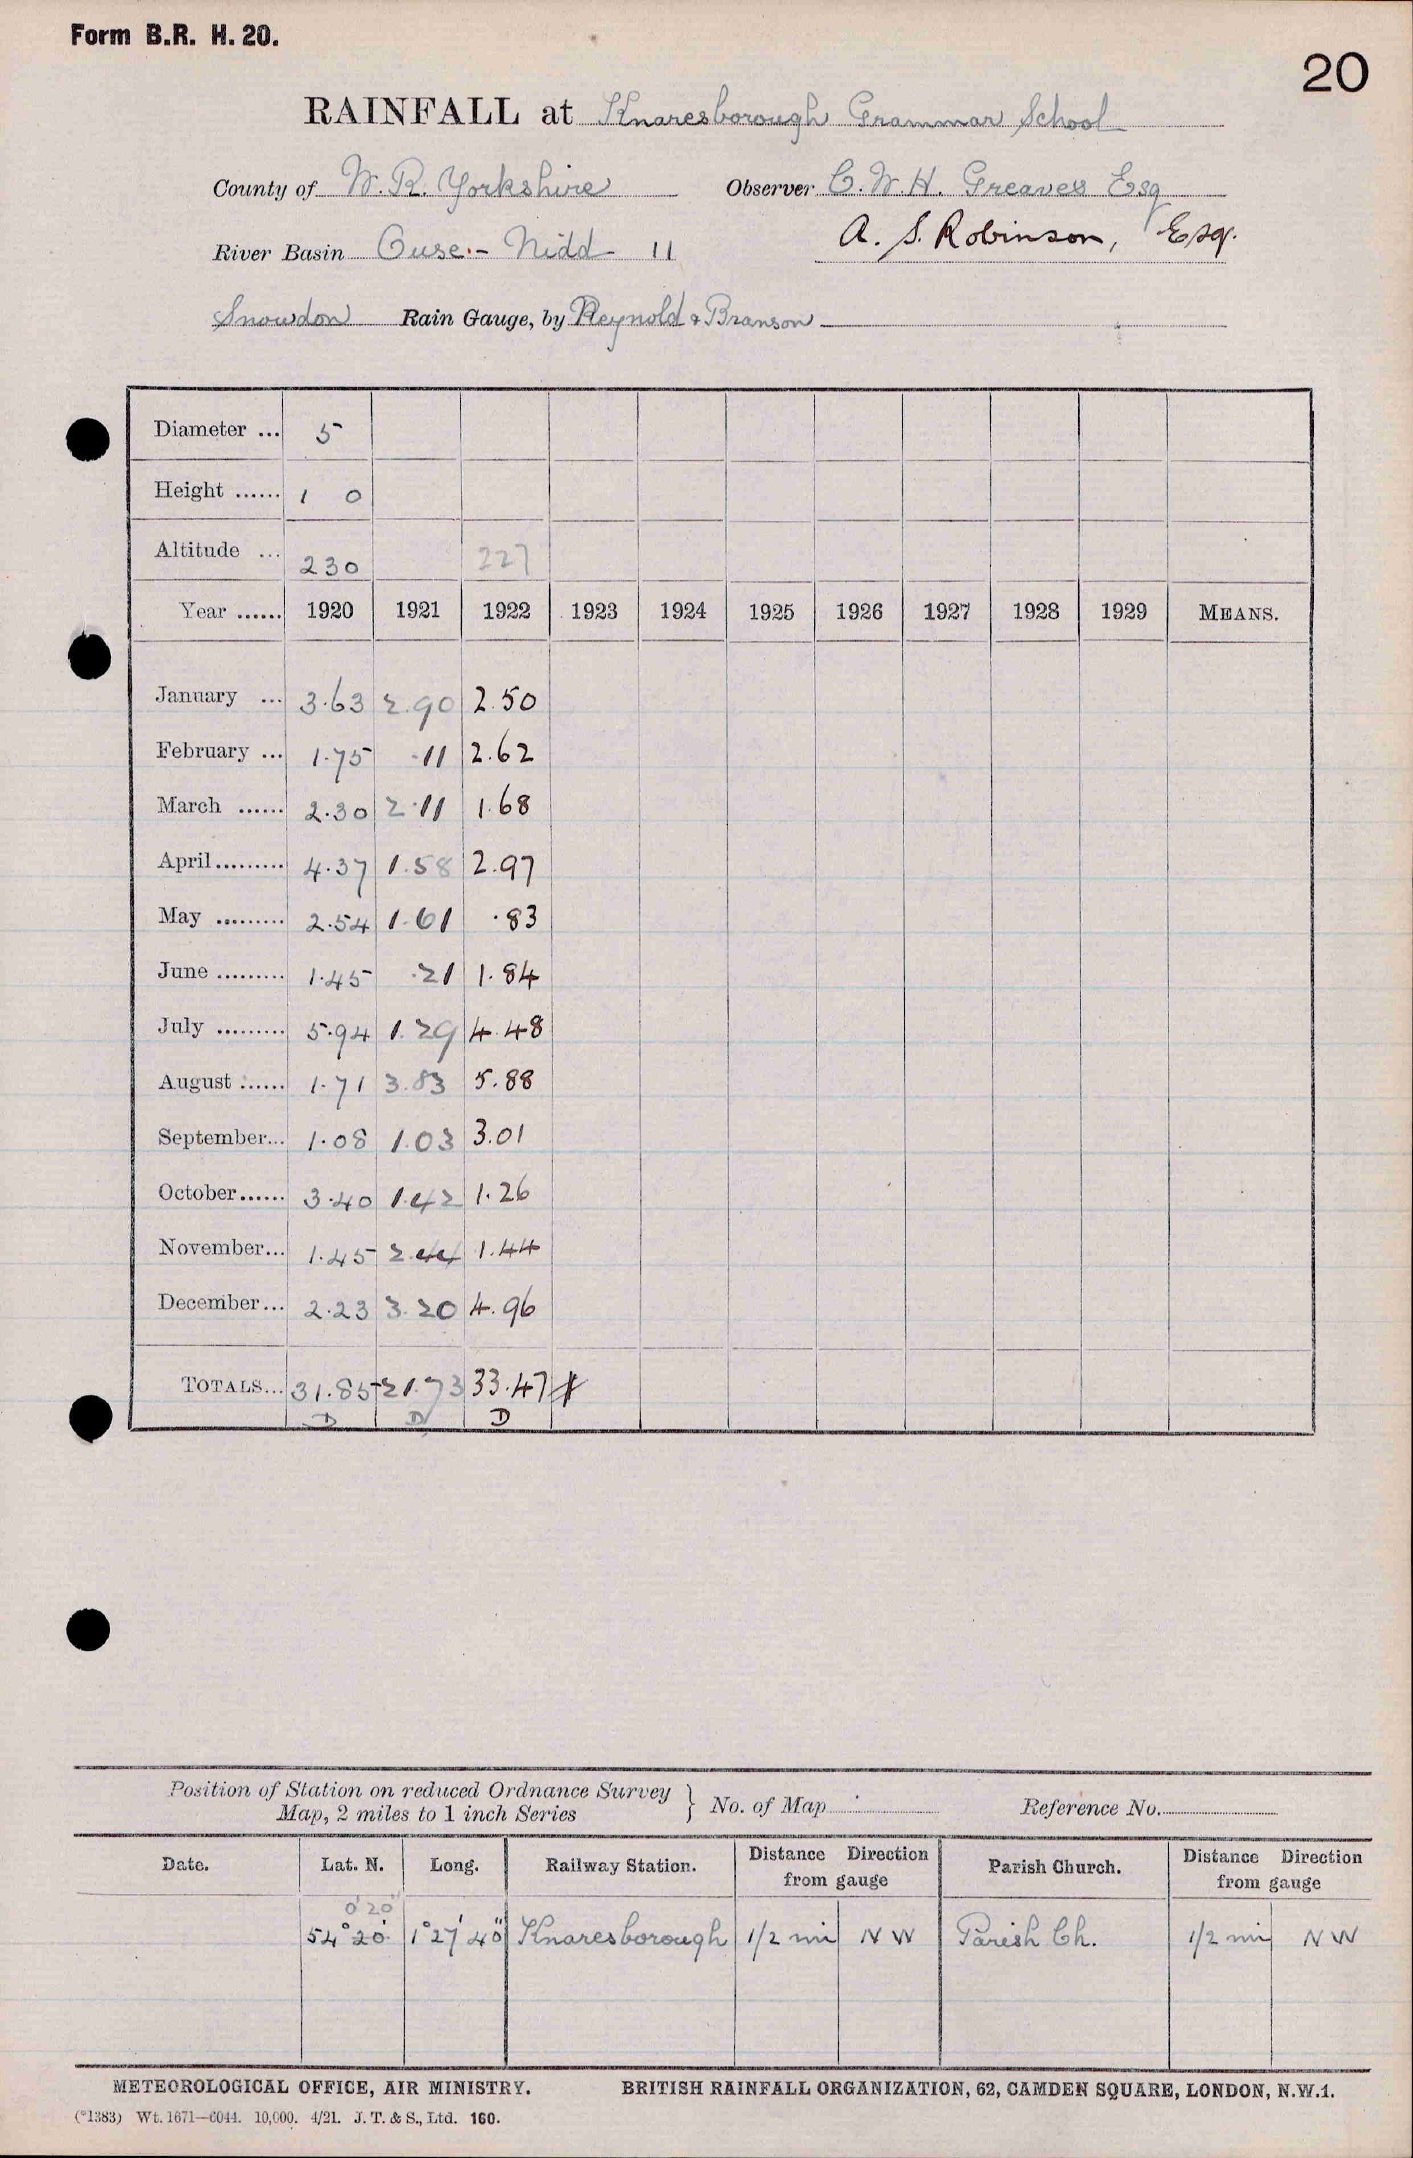 Form B.R. H. 20.
20
RAINFALL at Knaresborough Grammar School
County of W. R. Yorkshire Observer C. W H. Greaves Esq
A. S. Robinson, Esq.
River Basin Ouse - Nidd 11
Snowdon Rain Gauge, by Reynold & Branson
Diameter ... 5
Height ...... 1 0
Altitude ... 230 227
Year ...... 1920 1921 1922 1923 1924 1925 1926 1927 1928 1929 MEANS.
January ... 3.63 2.90 2.50
February ... 1.75 .11 2.62
March ...... 2.30 2.11 1.68
April ......... 4.37 1.58 2.97
May ......... 2.54 1.61 .83
June ......... 1.45 .21 1.84
July ......... 5.94 1.29 4.48
August ...... 1.71 3.83 5.88
September... 1.08 1.03 3.01
October...... 3.40 1.42 1.26
November... 1.45 2.44 1.44
December... 2.23 3.20 4.96
TOTALS... 31.85 21.73 33.47
D D D
Position of Station on reduced Ordnance Survey
Map, 2 miles to 1 inch Series } No. of Map Reference No.
Date. Lat. N. Long. Railway Station. Distance Direction from gauge Parish Church. Distance Direction from gauge
0' 20"
54° 20' 1° 27' 40" Knaresborough 1/2 mi N W Parish Ch. 1/2 mi N W
METEOROLOGICAL OFFICE, AIR MINISTRY. BRITISH RAINFALL ORGANIZATION, 62, CAMDEN SQUARE, LONDON, N.W.1.
(*1383) Wt. 1671—6044. 10,000. 4/21. J. T. & S., Ltd. 160.